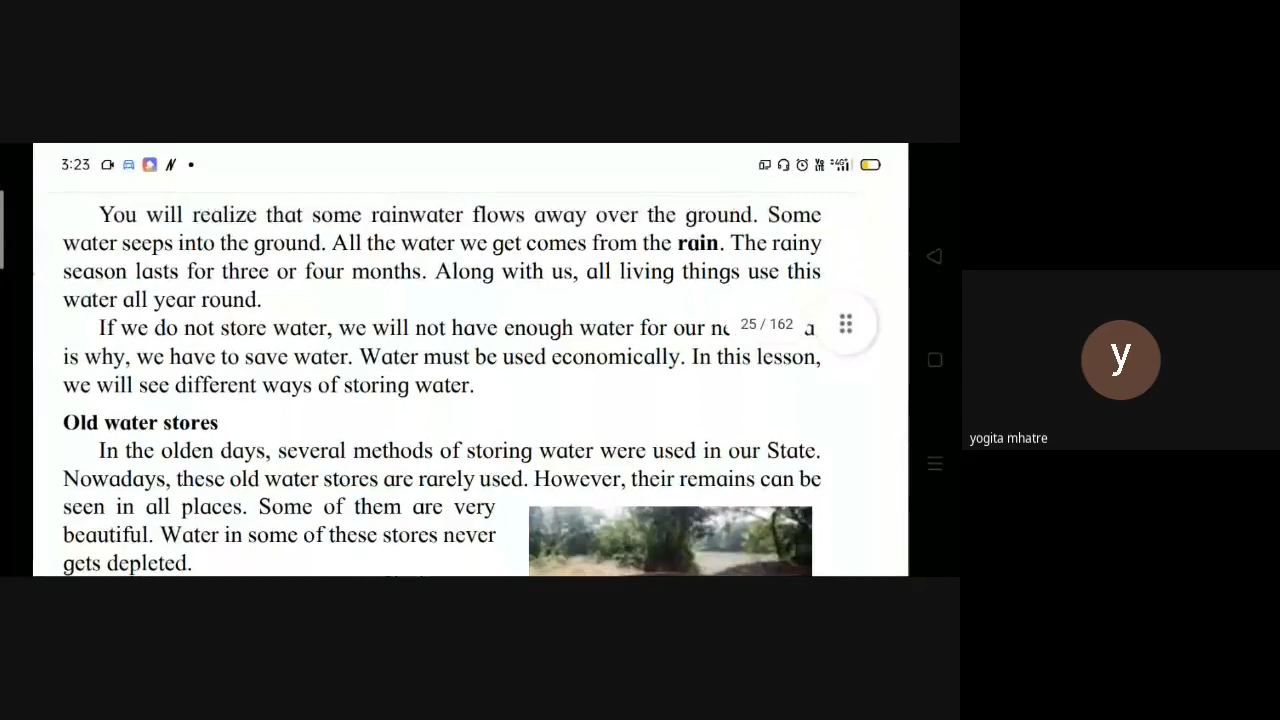 3:23
You will realize that some rainwater flows away over the ground. Some
water seeps into the ground. All the water we get comes from the rain. The rainy
season lasts for three or four months. Along with us, all living things use this
water all year round.
If we do not store water, we will not have enough water for our
25 / 162
is why, we have to save water. Water must be used economically. In this lesson,
we will see different ways of storing water.
Old water stores
In the olden days, several methods of storing water were used in our State.
Nowadays, these old water stores are rarely used. However, their remains can be
seen in all places. Some of them are very
beautiful. Water in some of these stores never
gets depleted.
y
yogita mhatre